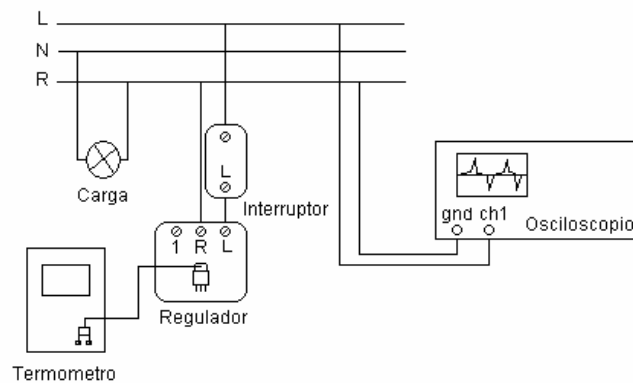 L
N
R
Carga
L
Interruptor
gnd ch1
Osciloscopio
1 R L
Regulador
Termometro